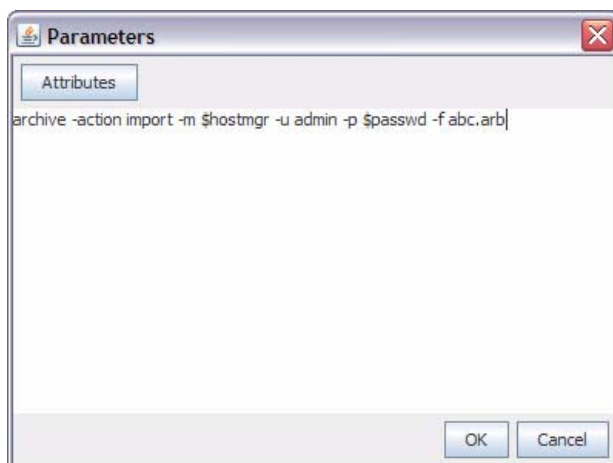 Parameters
Attributes
archive -action import -m $hostmgr -u admin -p $passwd -f abc.arb
OK
Cancel